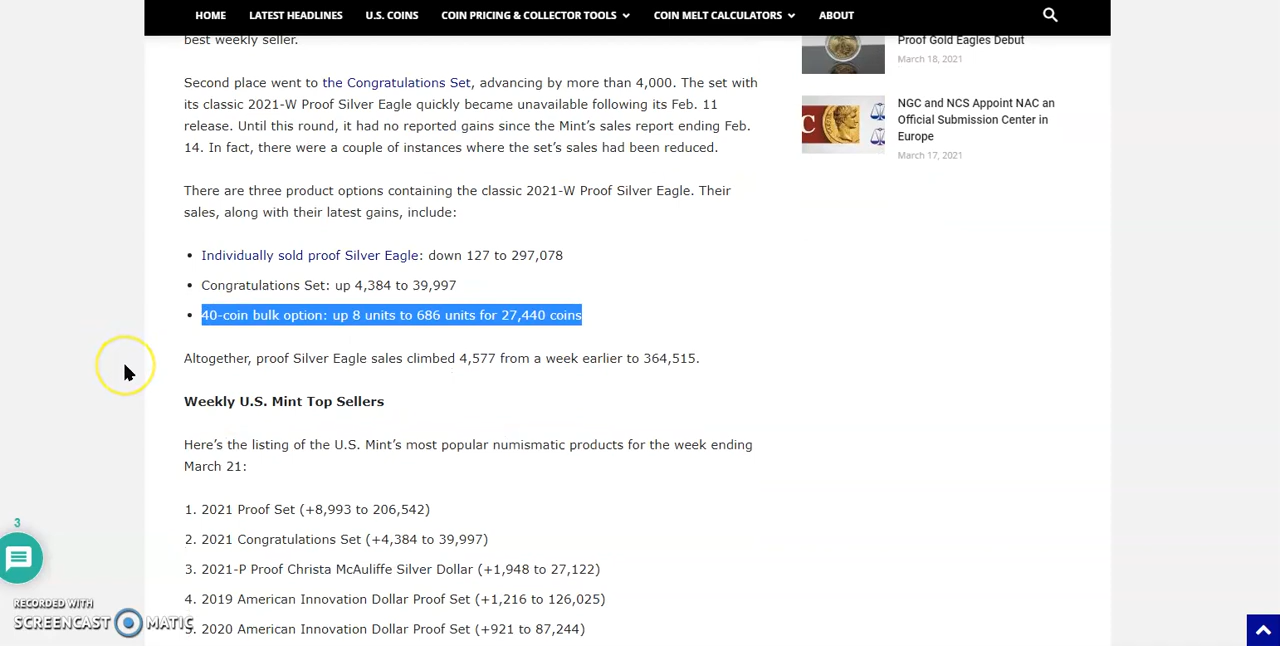 HOME LATEST HEADLINES U.S. COINS COIN PRICING & COLLECTOR TOOLS COIN MELT CALCULATORS ABOUT
best weekly seller.
Second place went to the Congratulations Set, advancing by more than 4,000. The set with
its classic 2021-W Proof Silver Eagle quickly became unavailable following its Feb. 11
release. Until this round, it had no reported gains since the Mint's sales report ending Feb.
14. In fact, there were a couple of instances where the set's sales had been reduced.
There are three product options containing the classic 2021-W Proof Silver Eagle. Their
sales, along with their latest gains, include:
• Individually sold proof Silver Eagle: down 127 to 297,078
• Congratulations Set: up 4,384 to 39,997
• 40-coin bulk option: up 8 units to 686 units for 27,440 coins
Altogether, proof Silver Eagle sales climbed 4,577 from a week earlier to 364,515.
Weekly U.S. Mint Top Sellers
Here's the listing of the U.S. Mint's most popular numismatic products for the week ending
March 21:
1. 2021 Proof Set (+8,993 to 206,542)
2. 2021 Congratulations Set (+4,384 to 39,997)
3. 2021-P Proof Christa McAuliffe Silver Dollar (+1,948 to 27,122)
4. 2019 American Innovation Dollar Proof Set (+1,216 to 126,025)
5. 2020 American Innovation Dollar Proof Set (+921 to 87,244)
Proof Gold Eagles Debut
March 18, 2021
C
NGC and NCS Appoint NAC an
Official Submission Center in
Europe
March 17, 2021
3
RECORDED WITH
SCREENCAST MATIC